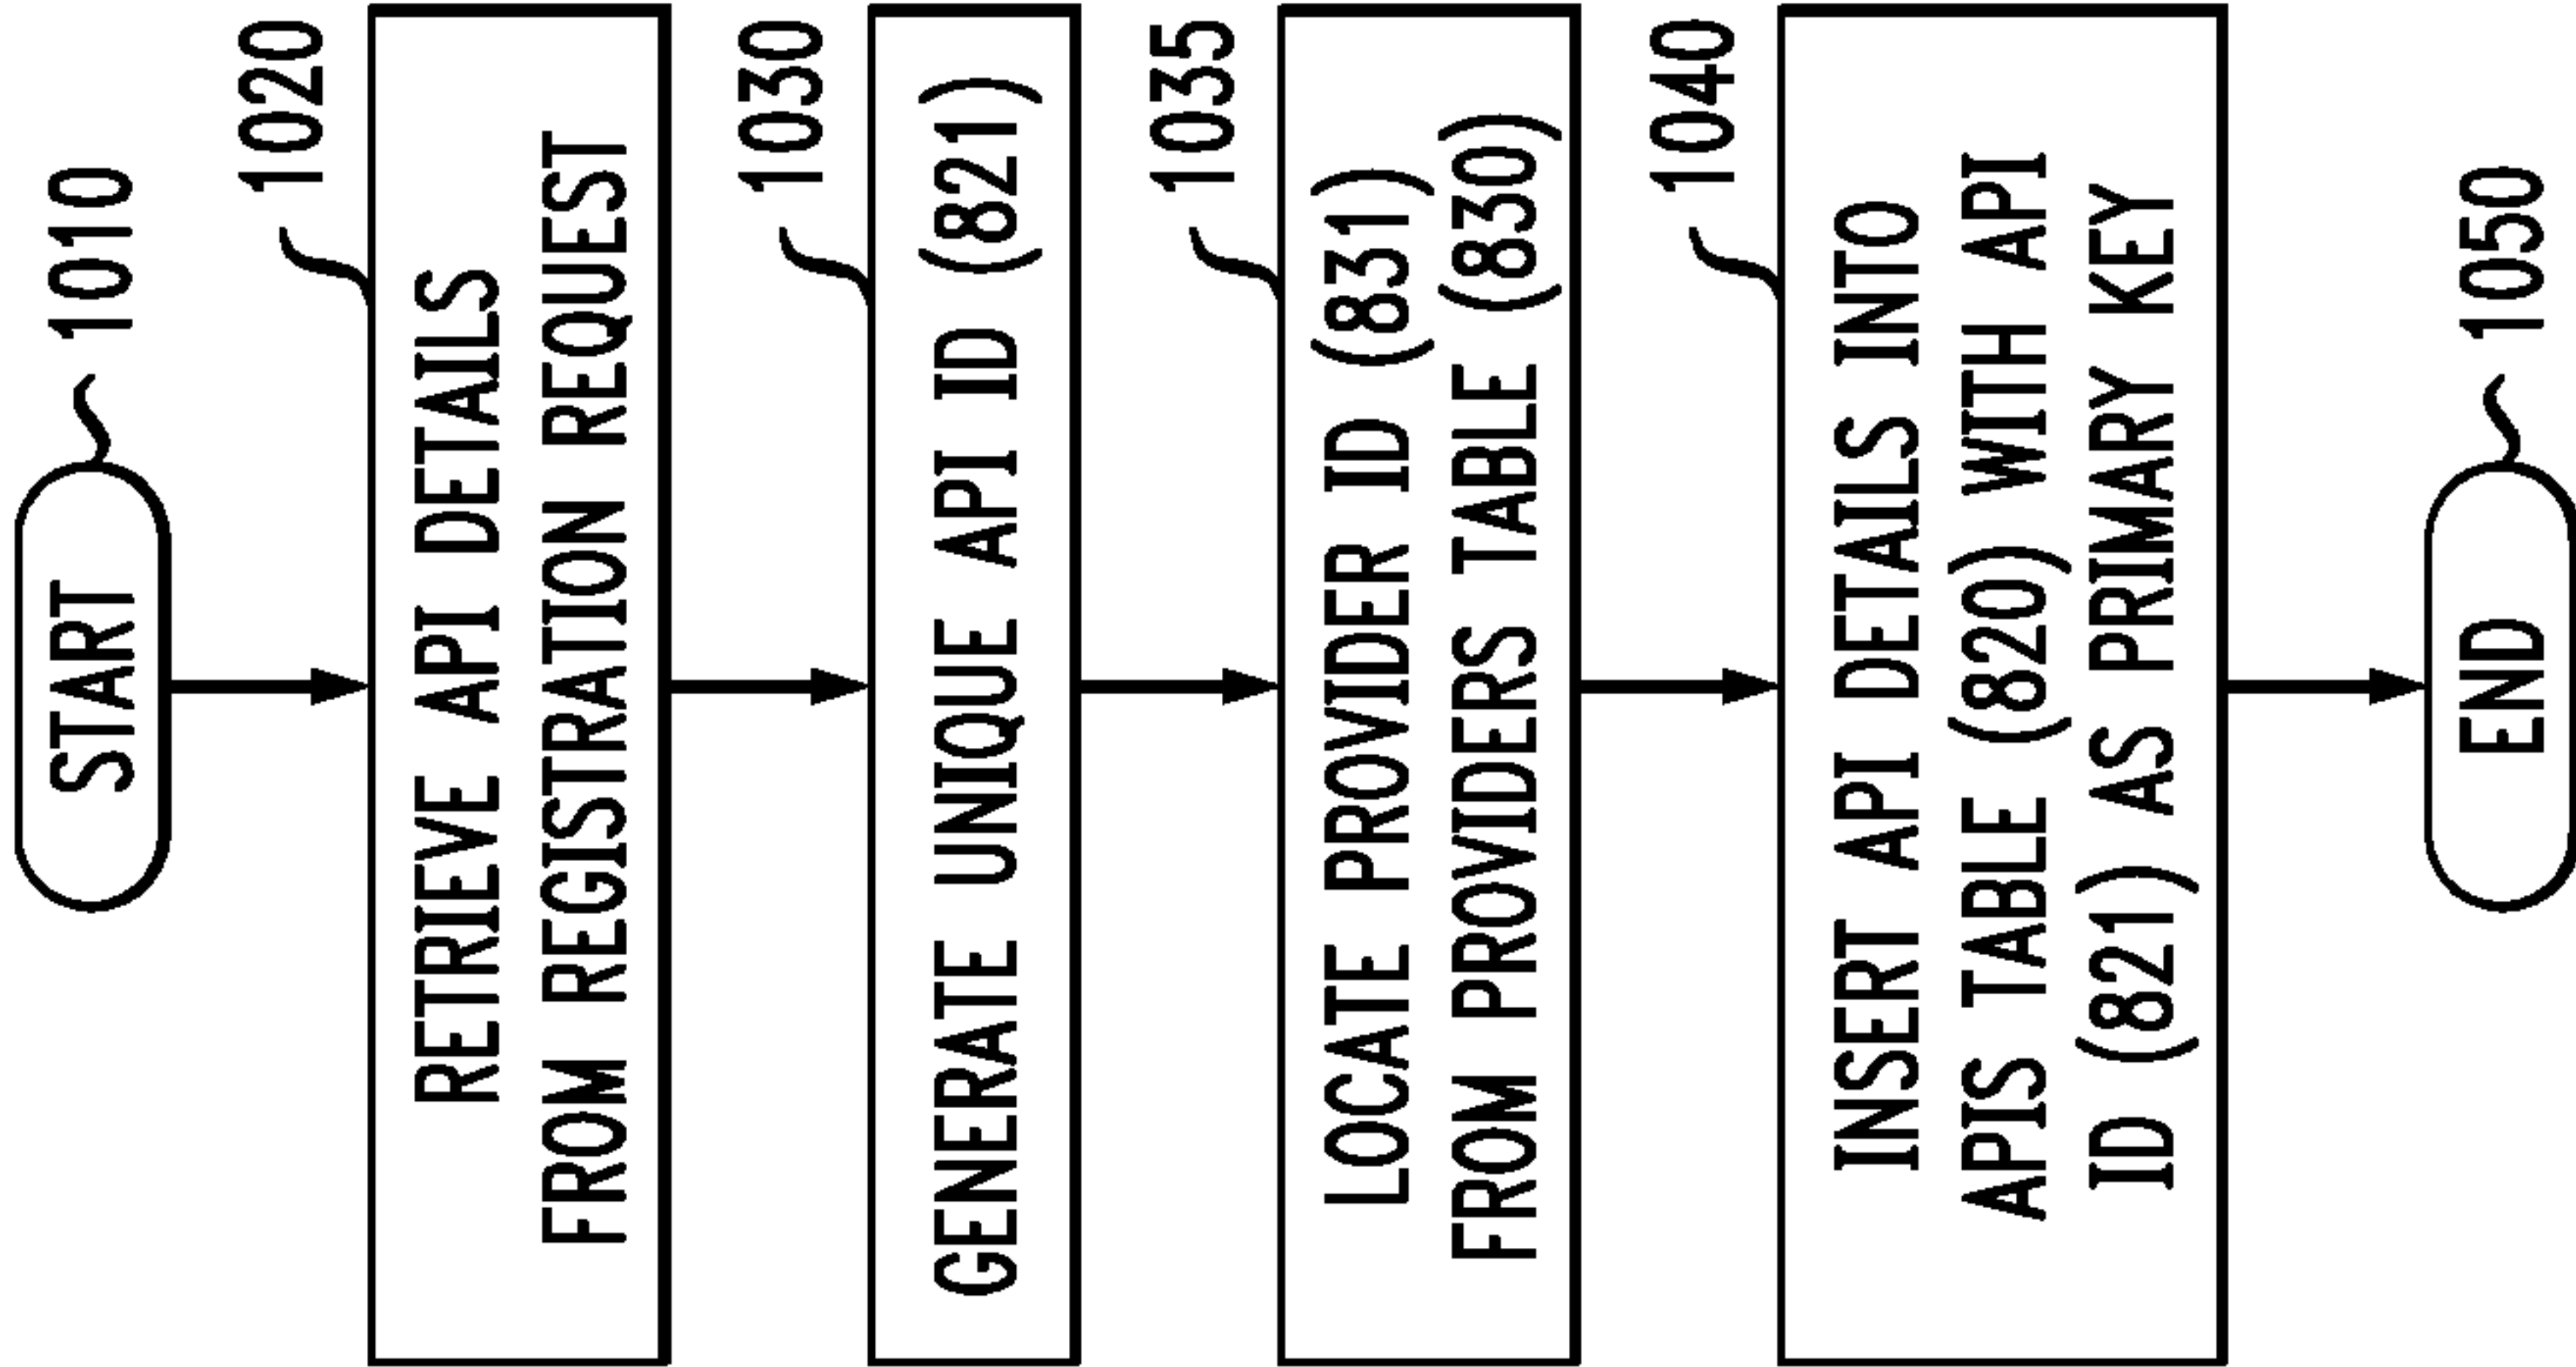 START
1010
1020
RETRIEVE API DETAILS
FROM REGISTRATION REQUEST
1030
GENERATE UNIQUE API ID (821)
1035
LOCATE PROVIDER ID (831)
FROM PROVIDERS TABLE (830)
1040
INSERT API DETAILS INTO
APIS TABLE (820) WITH API
ID (821) AS PRIMARY KEY
END
1050